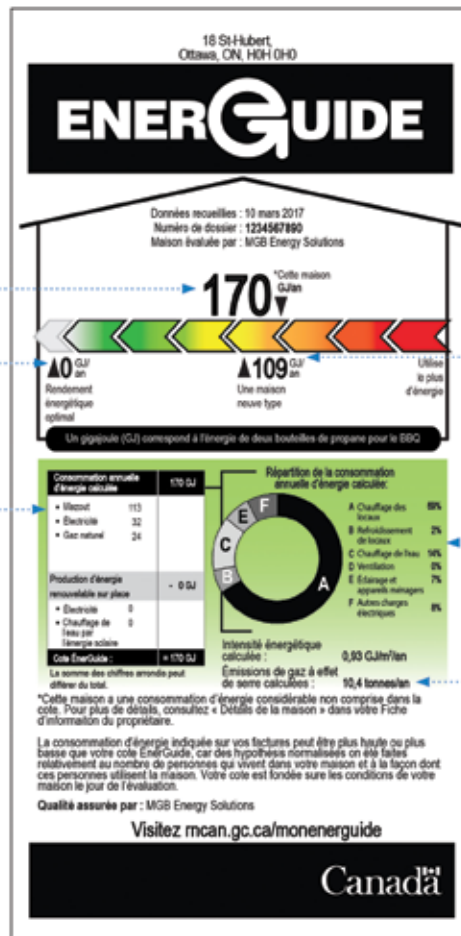 18 St-Hubert,
Ottawa, ON, H0H 0H0
ENERGUIDE
Données recueillies : 10 mars 2017
Numéro de dossier : 1234567890
Maison évaluée par : MGB Energy Solutions
170
*Cette maison
GJ/an
0 GJ/
an
Rendement
énergétique
optimal
109 GJ/
an
Une maison
neuve type
Utilise
le plus
d'énergie
Un gigajoule (GJ) correspond à l'énergie de deux bouteilles de propane pour le BBQ
Consommation annuelle
d'énergie calculée
170 GJ
• Mazout 113
• Électricité 32
• Gaz naturel 24
Production d'énergie
renouvelable sur place
- 0 GJ
• Électricité 0
• Chauffage de 0
l'eau par
l'énergie solaire
Cote ÉnerGuide : = 170 GJ
La somme des chiffres arrondis peut
différer du total.
Répartition de la consommation
annuelle d'énergie calculée:
A
B
C
E
F
A Chauffage des
locaux 69%
B Refroidissement
de locaux 2%
C Chauffage de l'eau 14%
D Ventilation 0%
E Éclairage et
appareils ménagers 7%
F Autres charges
électriques 8%
Intensité énergétique
calculée : 0,93 GJ/m²/an
Émissions de gaz à effet
de serre calculées : 10,4 tonnes/an
*Cette maison a une consommation d'énergie considérable non comprise dans la
cote. Pour plus de détails, consultez « Détails de la maison » dans votre Fiche
d'informaiton du propriétaire.
La consommation d'énergie indiquée sur vos factures peut être plus haute ou plus
basse que votre cote ÉnerGuide, car des hypothèses normalisées on été faites
relativement au nombre de personnes qui vivent dans votre maison et à la façon dont
ces personnes utilisent la maison. Votre cote est fondée sure les conditions de votre
maison le jour de l'évaluation.
Qualité assurée par : MGB Energy Solutions
Visitez rncan.gc.ca/monenerguide
Canada